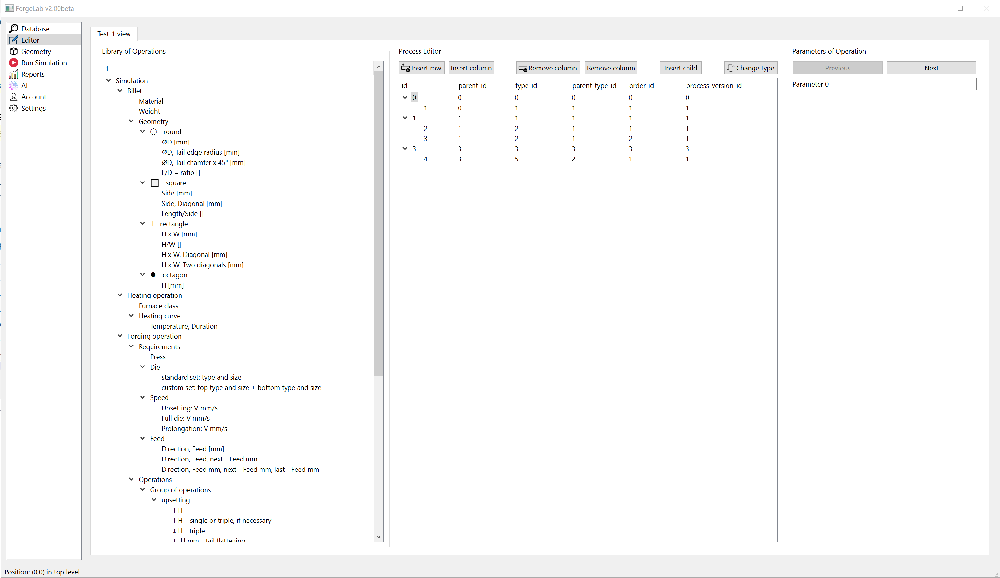 ForgeLab v2.00beta
Database
Editor
Geometry
Run Simulation
Reports
AI
Account
Settings
Test-1 view
Library of Operations
1
Simulation
Billet
Material
Weight
Geometry
◯ - round
∅D [mm]
∅D, Tail edge radius [mm]
∅D, Tail chamfer x 45° [mm]
L/D = ratio []
- square
Side [mm]
Side, Diagonal [mm]
Length/Side []
- rectangle
H x W [mm]
H/W []
H x W, Diagonal [mm]
H x W, Two diagonals [mm]
- octagon
H [mm]
Heating operation
Furnace class
Heating curve
Temperature, Duration
Forging operation
Requirements
Press
Die
standard set: type and size
custom set: top type and size + bottom type and size
Speed
Upsetting: V mm/s
Full die: V mm/s
Prolongation: V mm/s
Feed
Direction, Feed [mm]
Direction, Feed, next - Feed mm
Direction, Feed mm, next - Feed mm, last - Feed mm
Operations
Group of operations
upsetting
↓ H
↓ H – single or triple, if necessary
↓ H - triple
↓ -H mm - tail flattening
Process Editor
Insert row Insert column Remove column Remove column Insert child Change type
id parent_id type_id parent_type_id order_id process_version_id
0 0 0 0 0 0
1 0 1 1 1 1
1 1 1 1 1 1
2 1 2 1 1 1
3 1 2 1 2 1
3 3 3 3 3 3
4 3 5 2 1 1
Parameters of Operation
Previous Next
Parameter 0
Position: (0,0) in top level